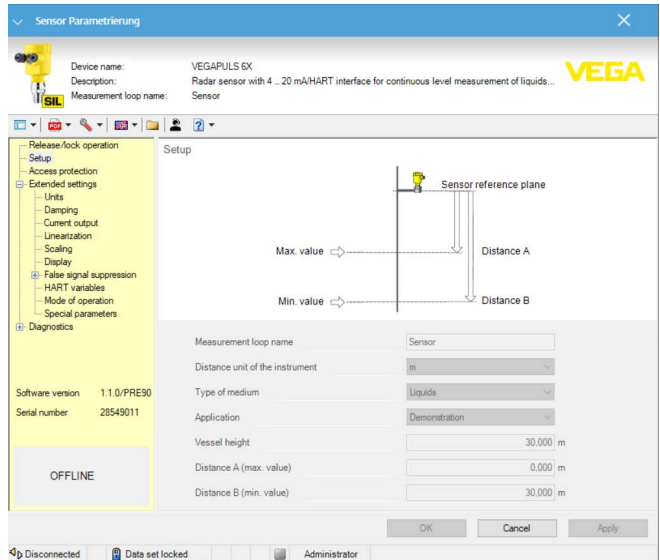 Sensor Parametrierung
Device name: VEGAPULS 6X
Description: Radar sensor with 4 .. 20 mA/HART interface for continuous level measurement of liquids...
Measurement loop name: Sensor
VEGA
SIL
PDF
?
Release/lock operation
Setup
Access protection
Extended settings
Units
Damping
Current output
Linearization
Scaling
Display
False signal suppression
HART variables
Mode of operation
Special parameters
Diagnostics
Software version 1.1.0/PRE90
Serial number 28549011
OFFLINE
Setup
Sensor reference plane
Max. value
Distance A
Min. value
Distance B
Measurement loop name Sensor
Distance unit of the instrument m
Type of medium Liquids
Application Demonstration
Vessel height 30,000 m
Distance A (max. value) 0,000 m
Distance B (min. value) 30,000 m
OK Cancel Apply
Disconnected Data set locked Administrator